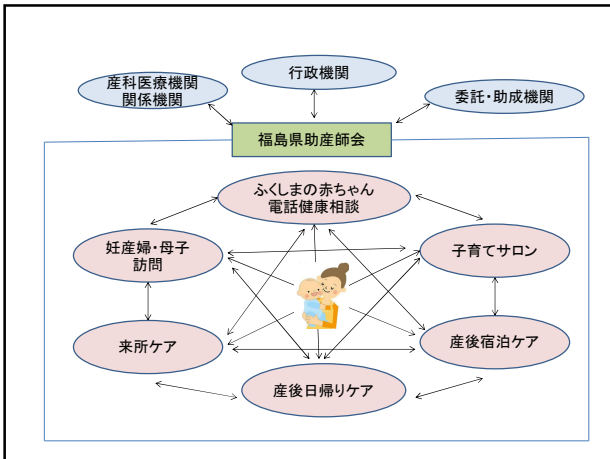 産科医療機関
関係機関
行政機関
委託・助成機関
福島県助産師会
ふくしまの赤ちゃん
電話健康相談
妊産婦・母子
訪問
子育てサロン
来所ケア
産後宿泊ケア
産後日帰りケア